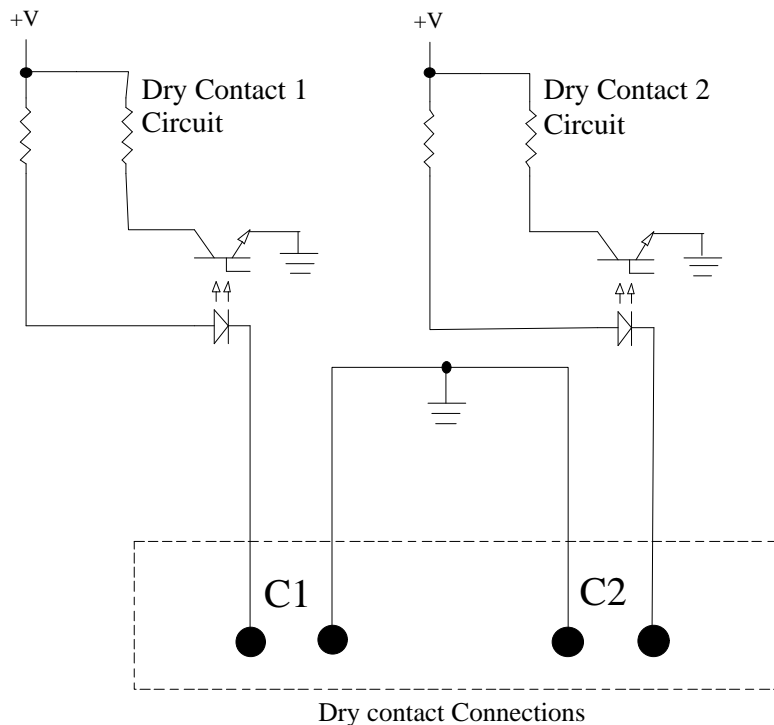 +V
+V
Dry Contact 1
Circuit
Dry Contact 2
Circuit
C1
C2
Dry contact Connections